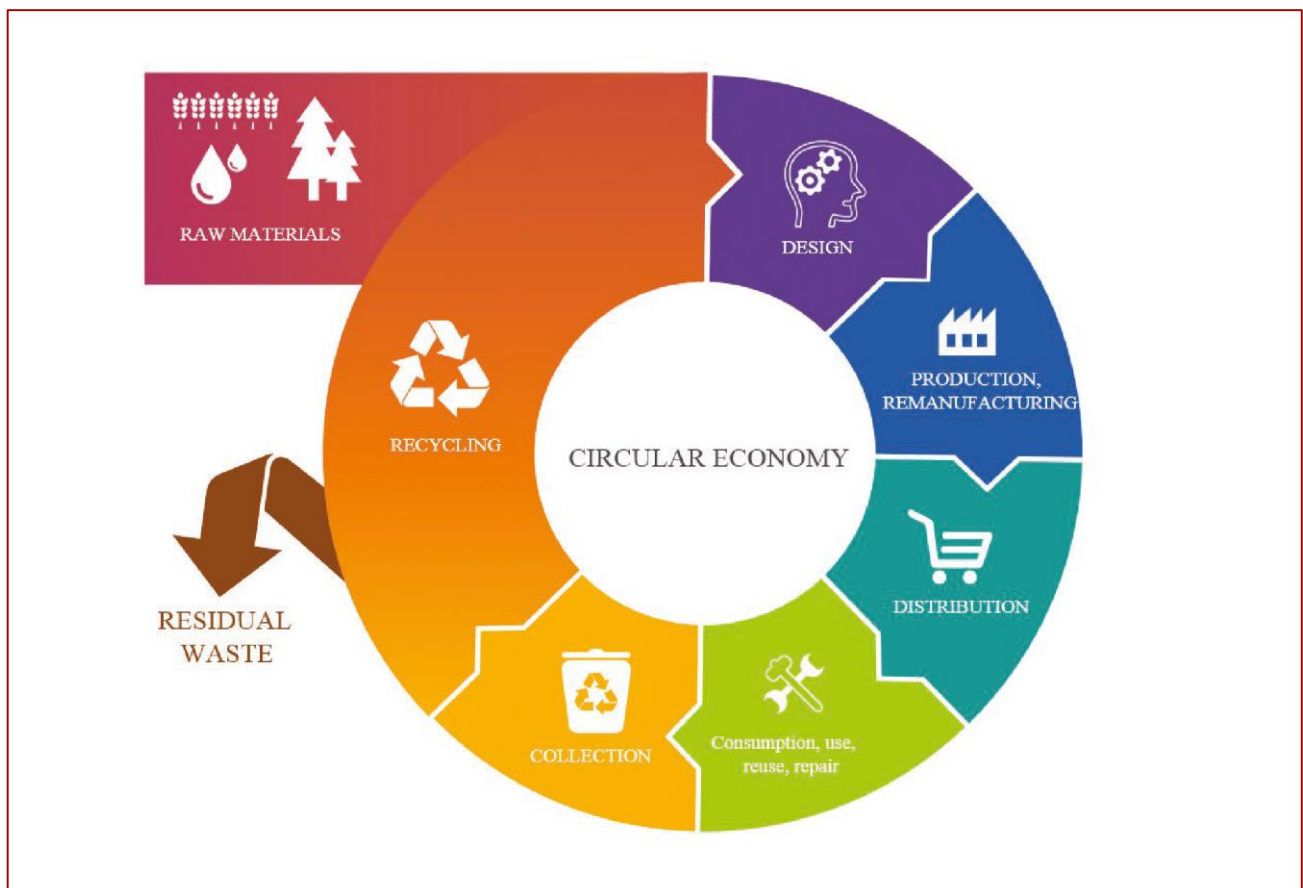 RAW MATERIALS
DESIGN
PRODUCTION,
REMANUFACTURING
RECYCLING
CIRCULAR ECONOMY
DISTRIBUTION
RESIDUAL
WASTE
COLLECTION
Consumption, use,
reuse, repair